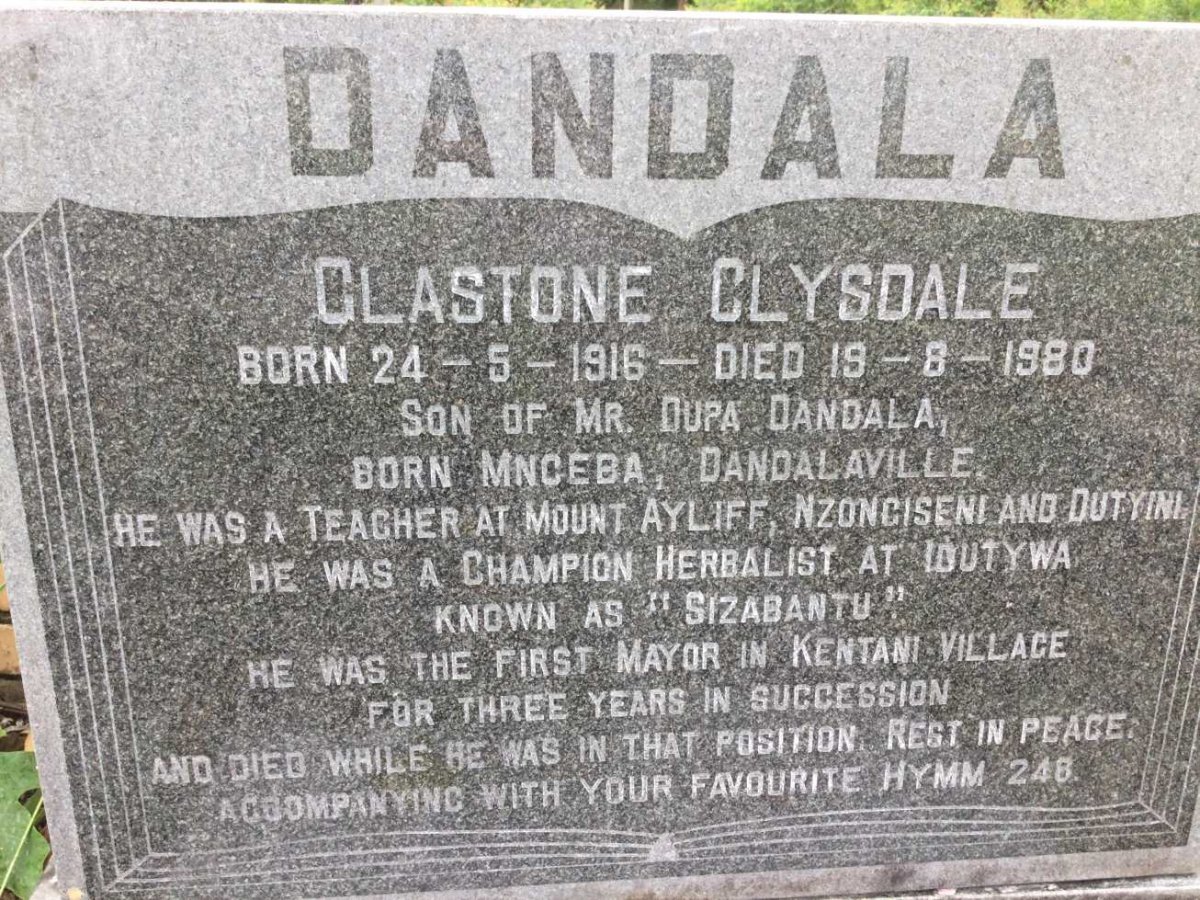 DANDALA
GLASTONE CLYSDALE
BORN 24 - 5 - 1916 - DIED 19 - 8 - 1980
SON OF MR. DUPA DANDALA,
BORN MNCEBA, DANDALAVILLE.
HE WAS A TEACHER AT MOUNT AYLIFF, NZONGISENI AND DUTYINI.
HE WAS A CHAMPION HERBALIST AT IDUTYWA
KNOWN AS "SIZABANTU"
HE WAS THE FIRST MAYOR IN KENTANI VILLAGE
FOR THREE YEARS IN SUCCESSION
AND DIED WHILE HE WAS IN THAT POSITION. REST IN PEACE.
ACCOMPANYING WITH YOUR FAVOURITE HYMM 246.